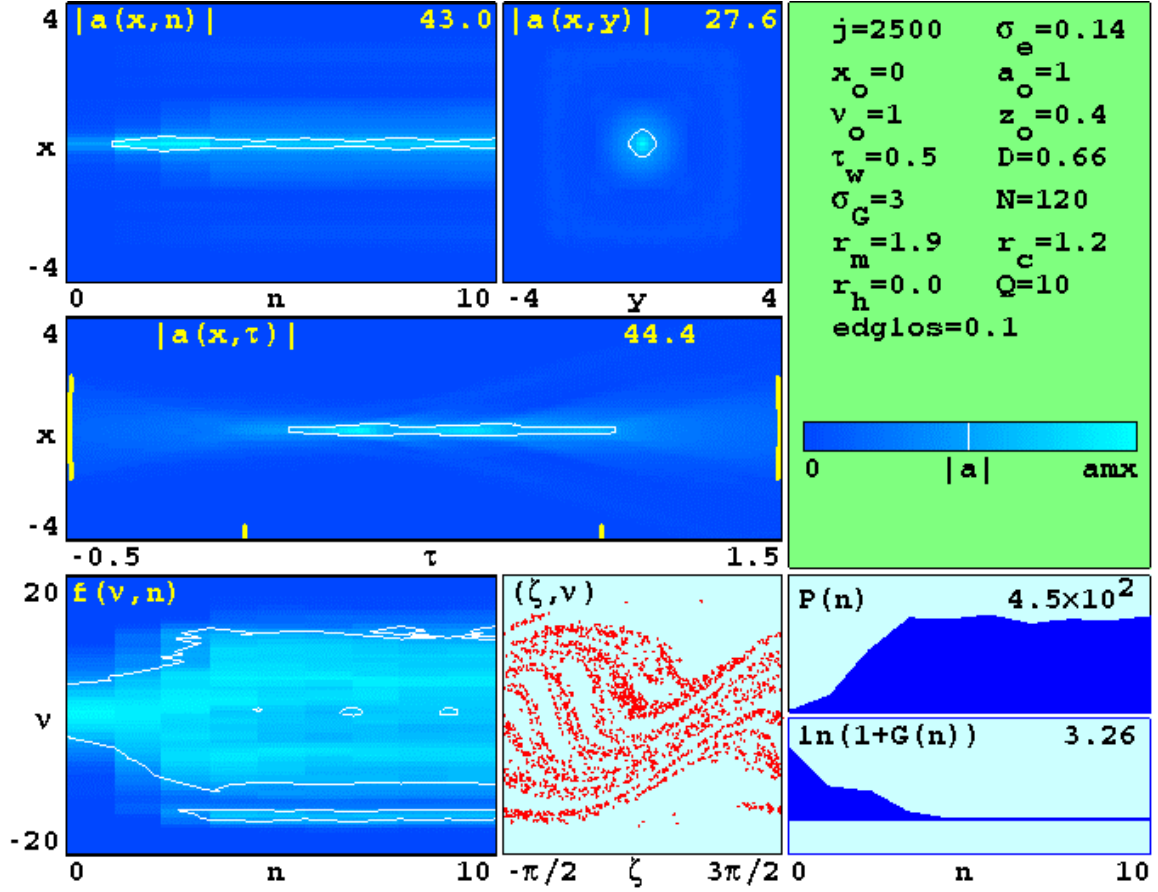 4 |a(x,n)| 43.0
x
-4
0 n 10
|a(x,y)| 27.6
-4 y 4
j=2500 σe=0.14
xo=0 ao=1
νo=1 zo=0.4
τw=0.5 D=0.66
σG=3 N=120
rm=1.9 rc=1.2
rh=0.0 Q=10
edglos=0.1
0 |a| amx
4 |a(x,τ)| 44.4
x
-4
-0.5 τ 1.5
20 f(ν,n)
ν
-20
0 n 10
(ζ,ν)
-π/2 ζ 3π/2
P(n) 4.5×10²
ln(1+G(n)) 3.26
0 n 10